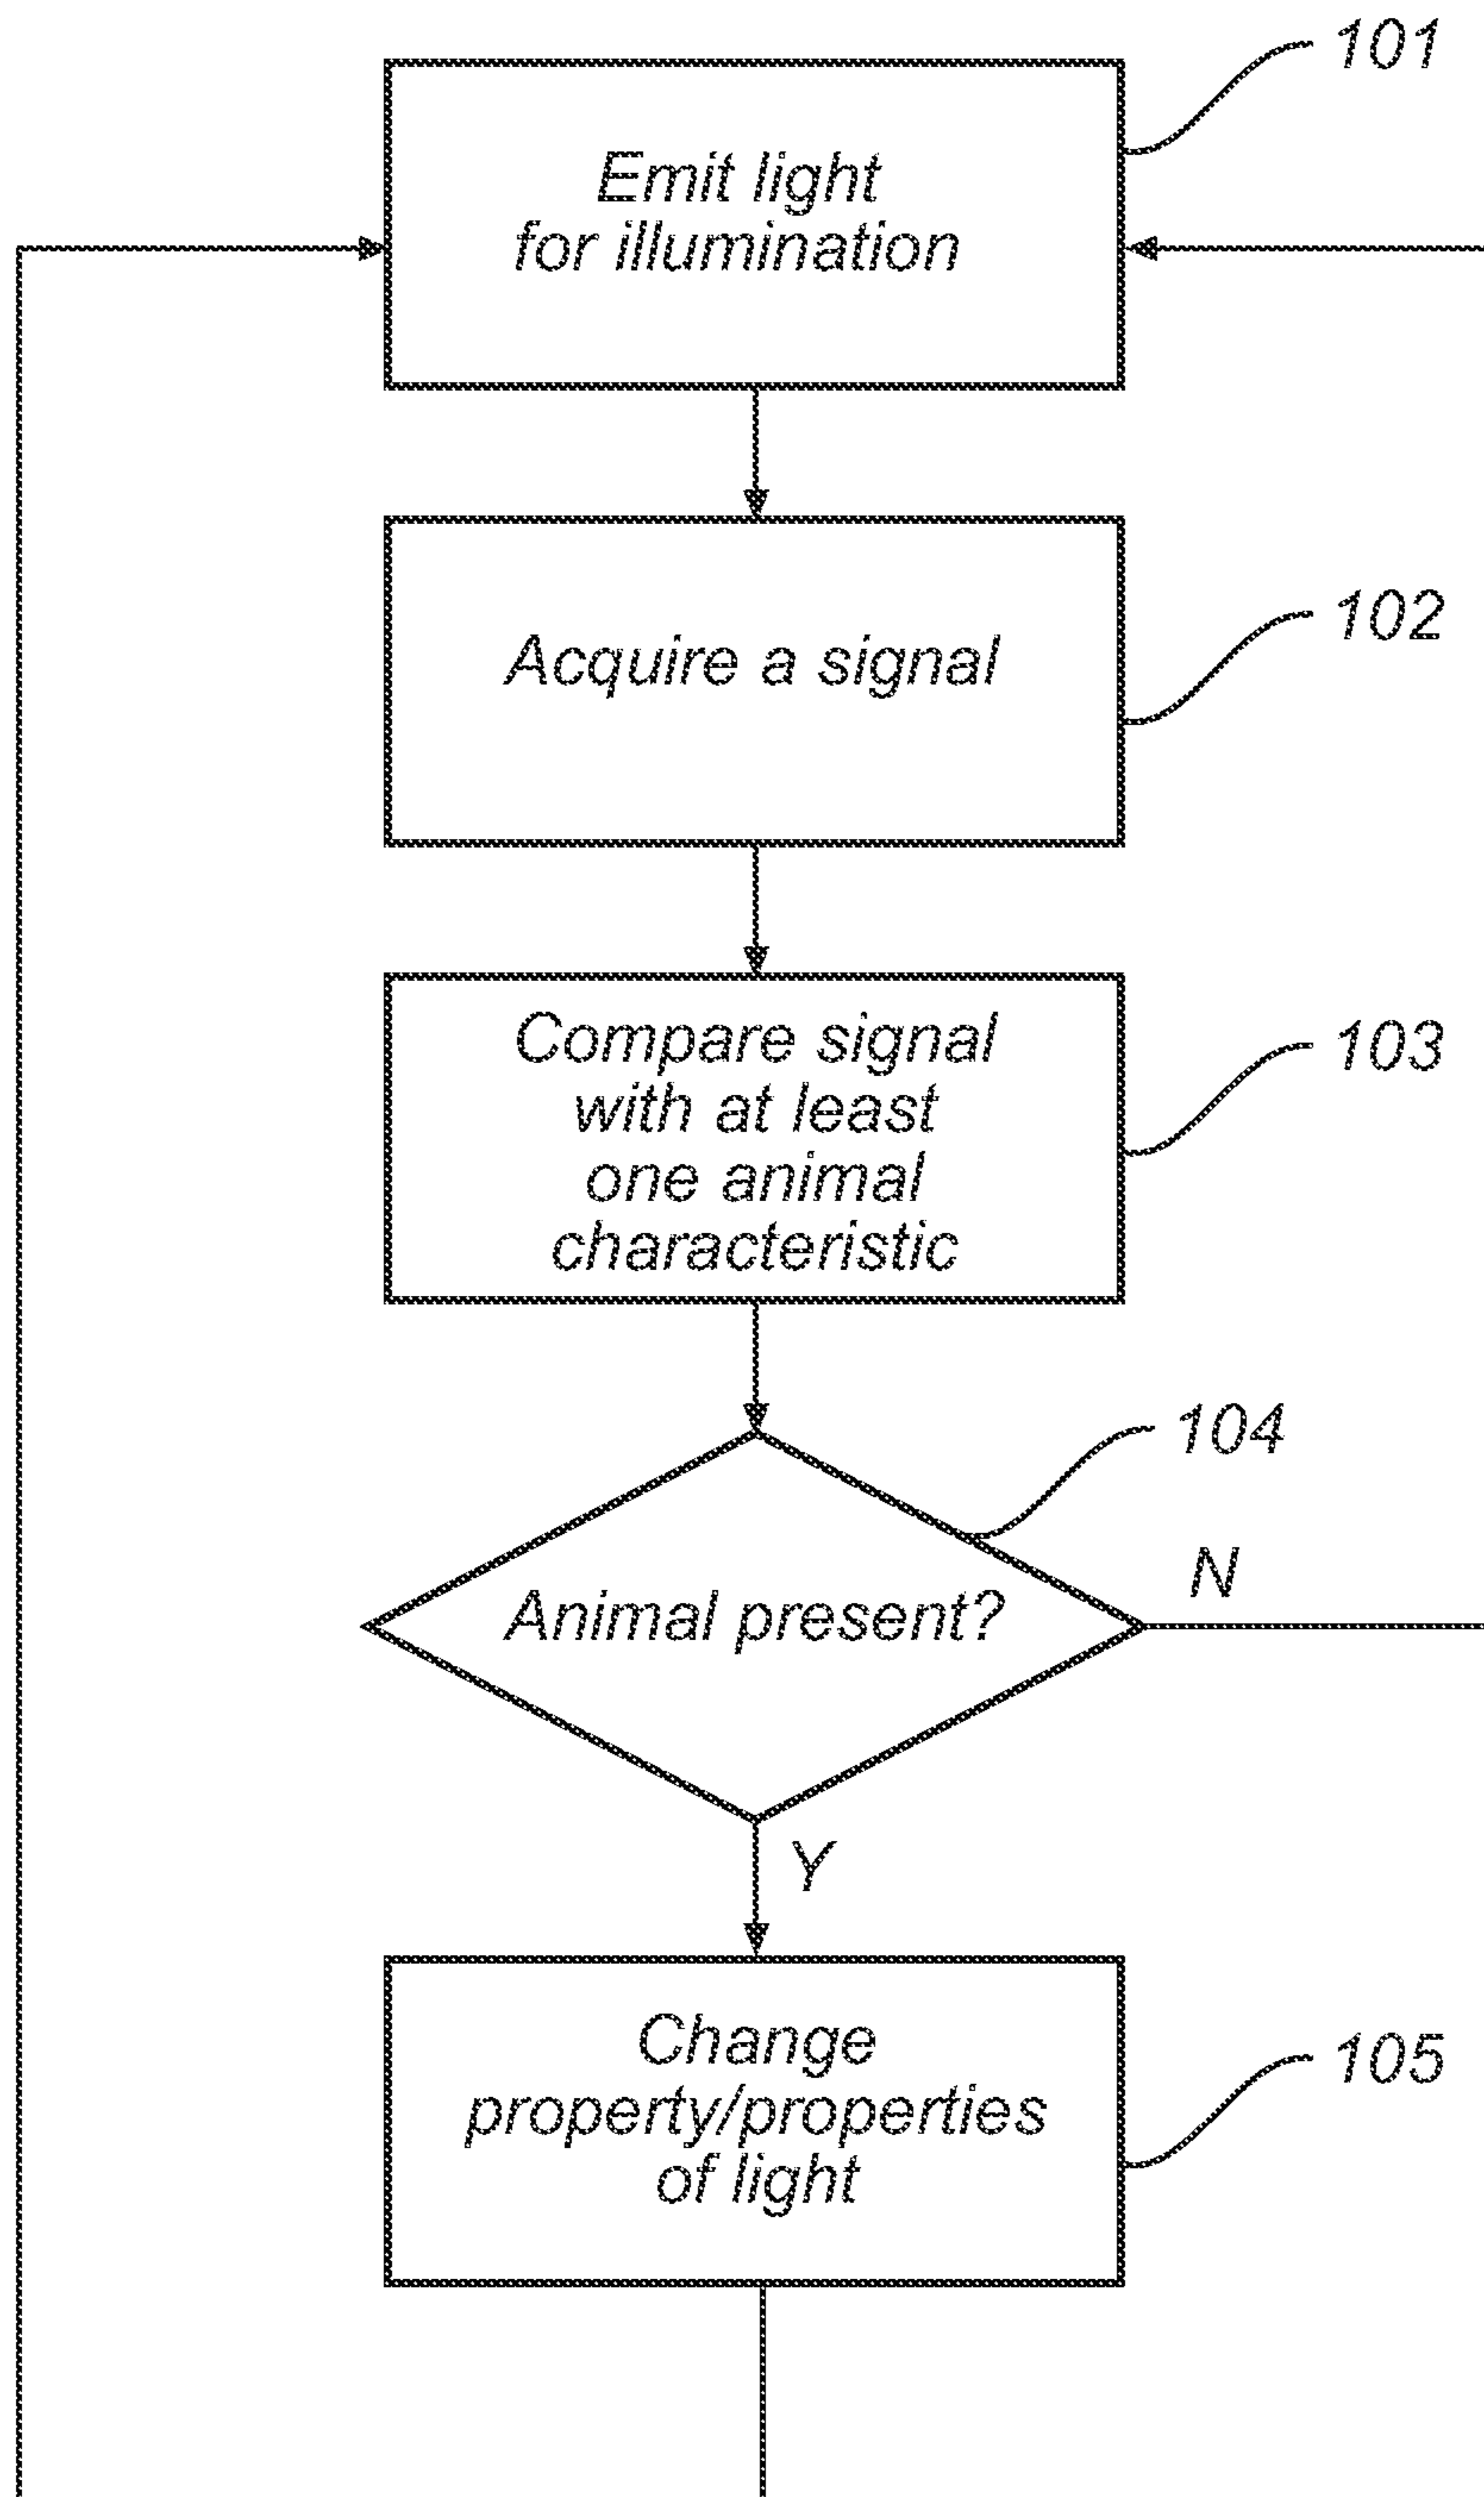 101
Emit light
for illumination
102
Acquire a signal
103
Compare signal
with at least
one animal
characteristic
104
N
Animal present?
Y
Change
property/properties
of light
105